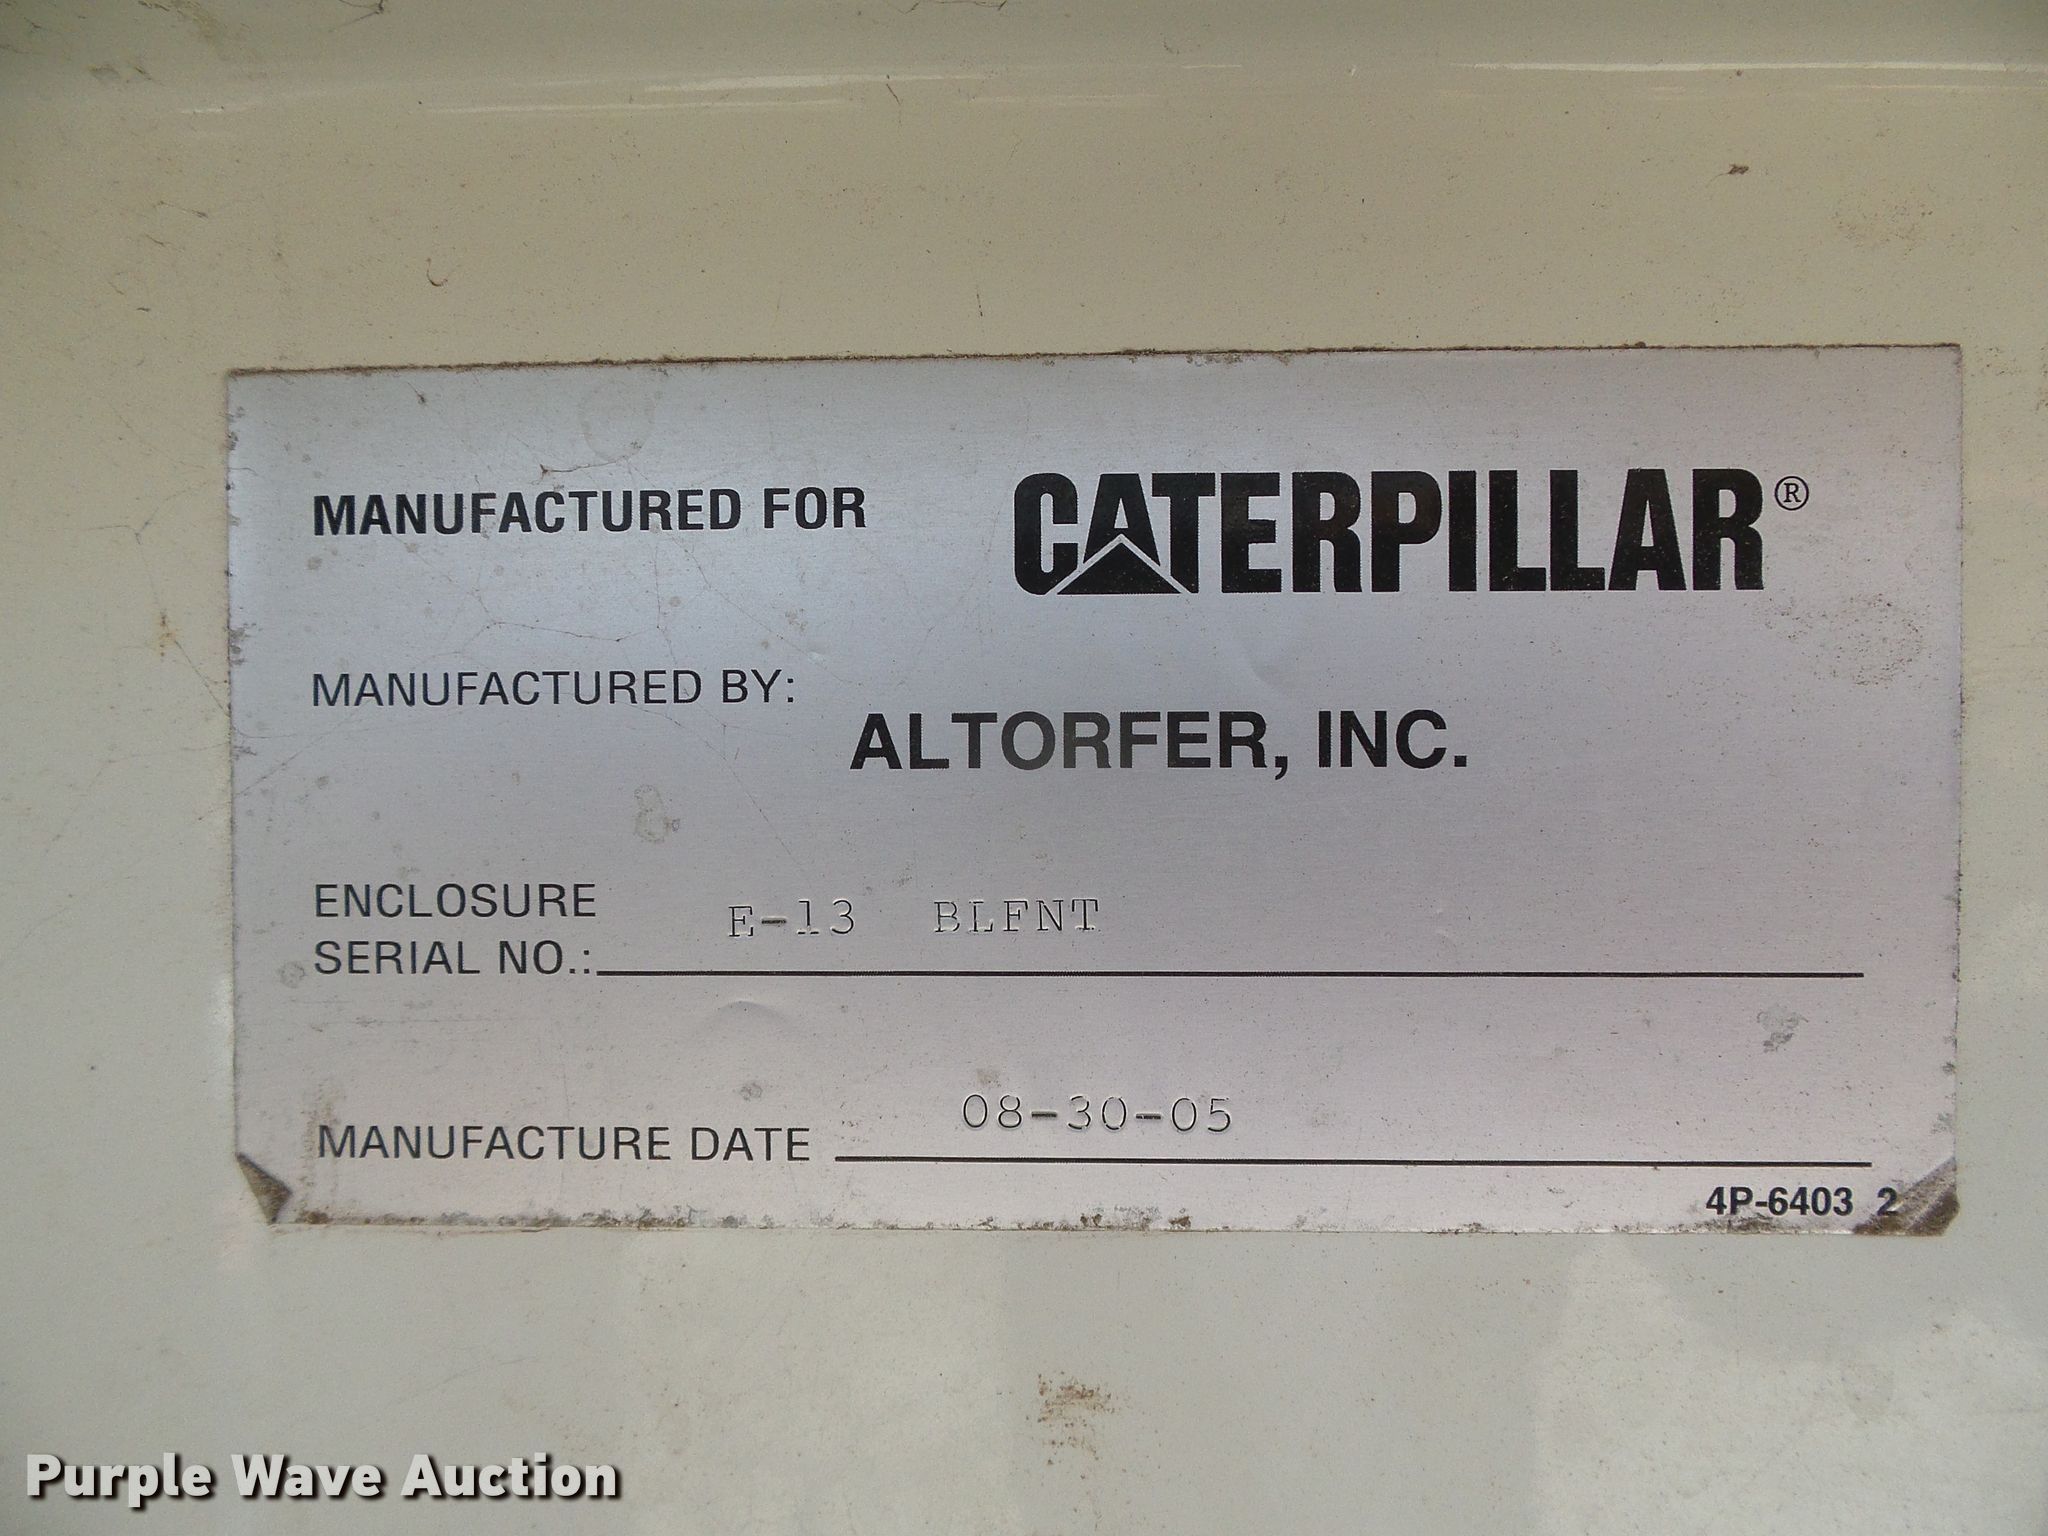 MANUFACTURED FOR CATERPILLAR®
MANUFACTURED BY:
ALTORFER, INC.
ENCLOSURE
SERIAL NO.: E-13 BLFNT
MANUFACTURE DATE 08-30-05
4P-6403 2
Purple Wave Auction